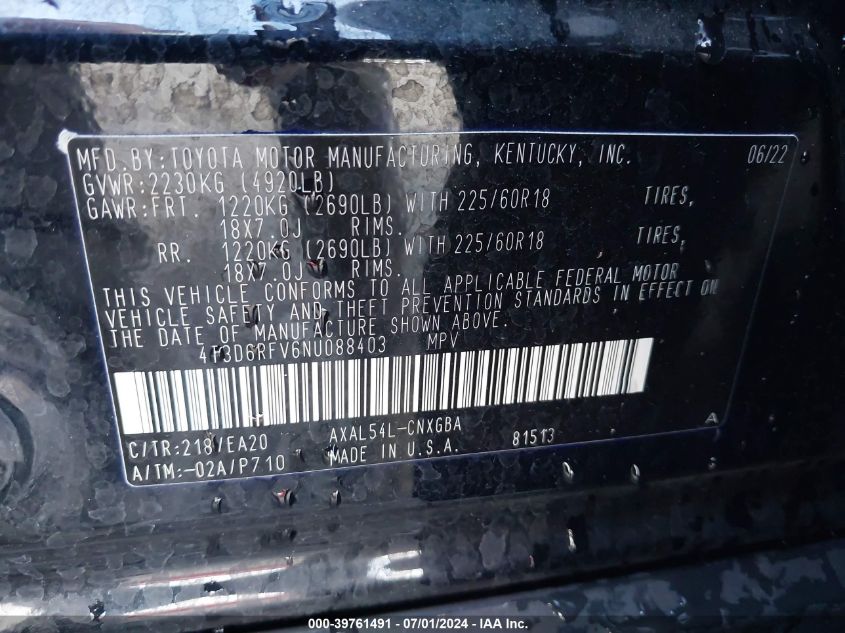 MFD. BY: TOYOTA MOTOR MANUFACTURING, KENTUCKY, INC. 06/22
GVWR: 2230KG (4920LB)
GAWR: FRT. 1220KG (2690LB) WITH 225/60R18 TIRES,
18X7.0J RIMS.
RR. 1220KG (2690LB) WITH 225/60R18 TIRES,
18X7.0J RIMS.
THIS VEHICLE CONFORMS TO ALL APPLICABLE FEDERAL MOTOR
VEHICLE SAFETY AND THEFT PREVENTION STANDARDS IN EFFECT ON
THE DATE OF MANUFACTURE SHOWN ABOVE.
MPV
C/TR: 218/EA20 AXAL54L-CNXGBA A
A/TM: -02A/P710 MADE IN U.S.A. 81513
000-39761491 - 07/01/2024 - IAA Inc.